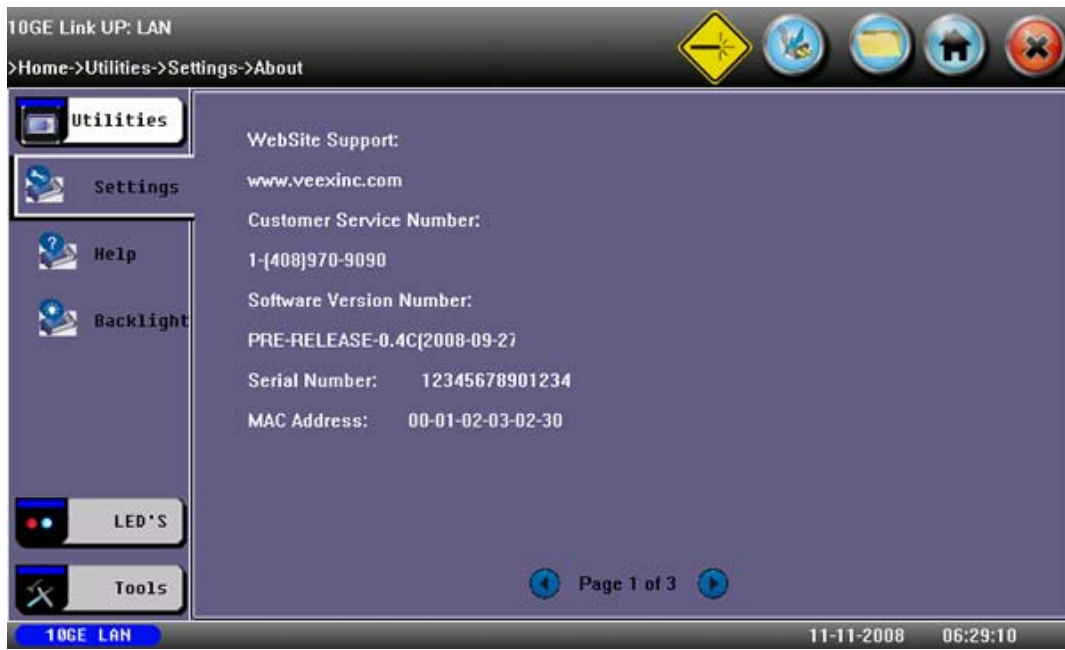 10GE Link UP: LAN
>Home->Utilities->Settings->About
Utilities
Settings
Help
Backlight
LED'S
Tools
WebSite Support:
www.veexinc.com
Customer Service Number:
1-(408)970-9090
Software Version Number:
PRE-RELEASE-0.4C(2008-09-27
Serial Number: 12345678901234
MAC Address: 00-01-02-03-02-30
Page 1 of 3
10GE LAN
11-11-2008 06:29:10